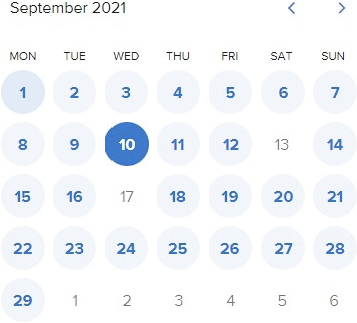 September 2021
MON TUE WED THU FRI SAT SUN
1 2 3 4 5 6 7
8 9 10 11 12 13 14
15 16 17 18 19 20 21
22 23 24 25 26 27 28
29 1 2 3 4 5 6